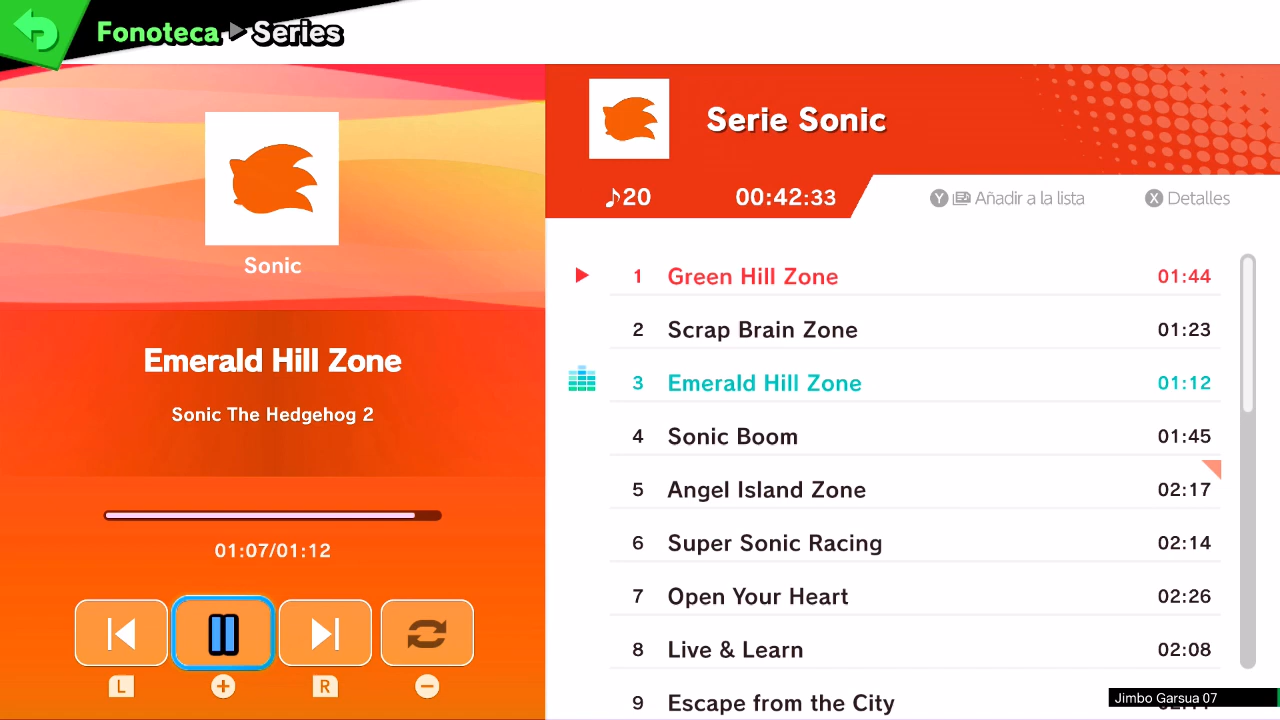 Fonoteca ▶ Series
Sonic
Emerald Hill Zone
Sonic The Hedgehog 2
01:07/01:12
L + R −
Serie Sonic
♪20 00:42:33
Y Añadir a la lista X Detalles
1 Green Hill Zone 01:44
2 Scrap Brain Zone 01:23
3 Emerald Hill Zone 01:12
4 Sonic Boom 01:45
5 Angel Island Zone 02:17
6 Super Sonic Racing 02:14
7 Open Your Heart 02:26
8 Live & Learn 02:08
9 Escape from the City
Jimbo Garsua 07